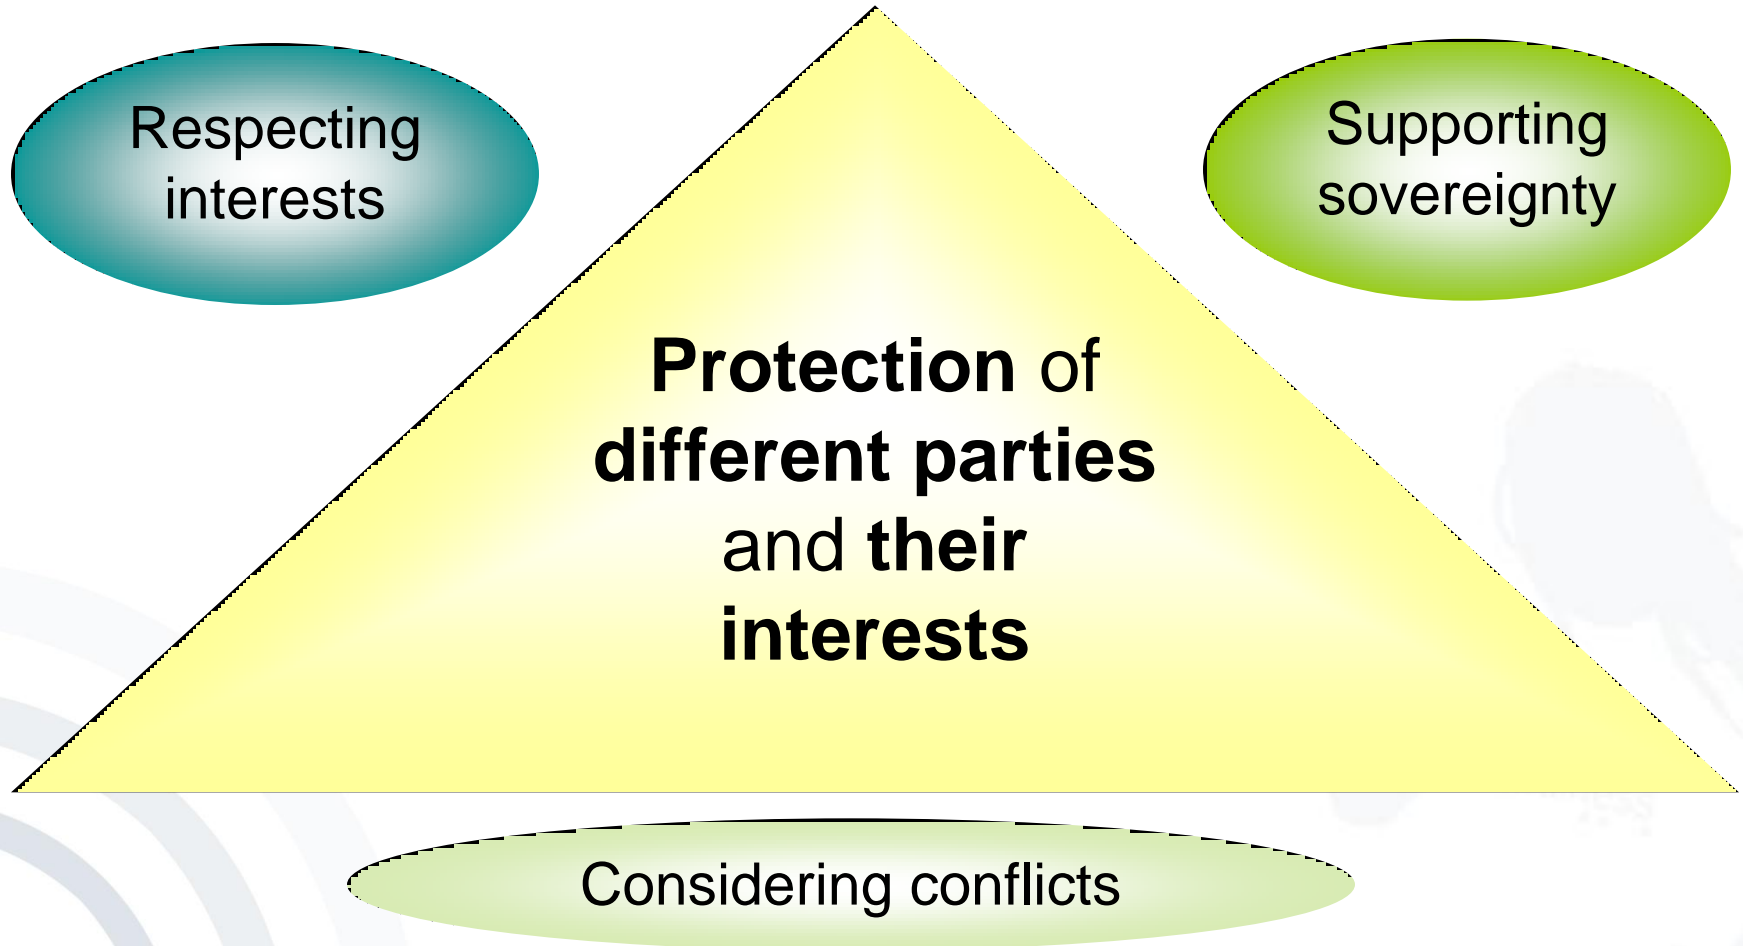 Respecting
interests
Supporting
sovereignty
Protection of
different parties
and their
interests
Considering conflicts